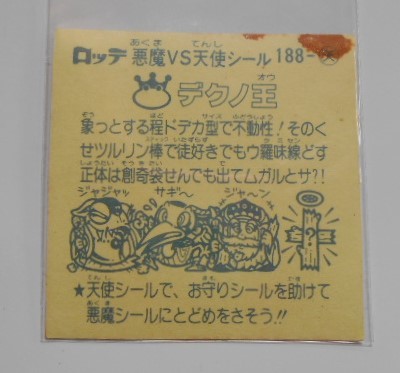 ロッテ 悪魔VS天使シール 188-
デクノ王
象っとする程ドデカ型で不動性!そのく
せツルリン棒で徒好きでもウ羅味線どす
正体は創奇袋せんでも出てムガルとサ?!
ジャジャッ サギ〜 ジャ〜ン
★天使シールで、お守りシールを助けて
悪魔シールにとどめをさそう!!